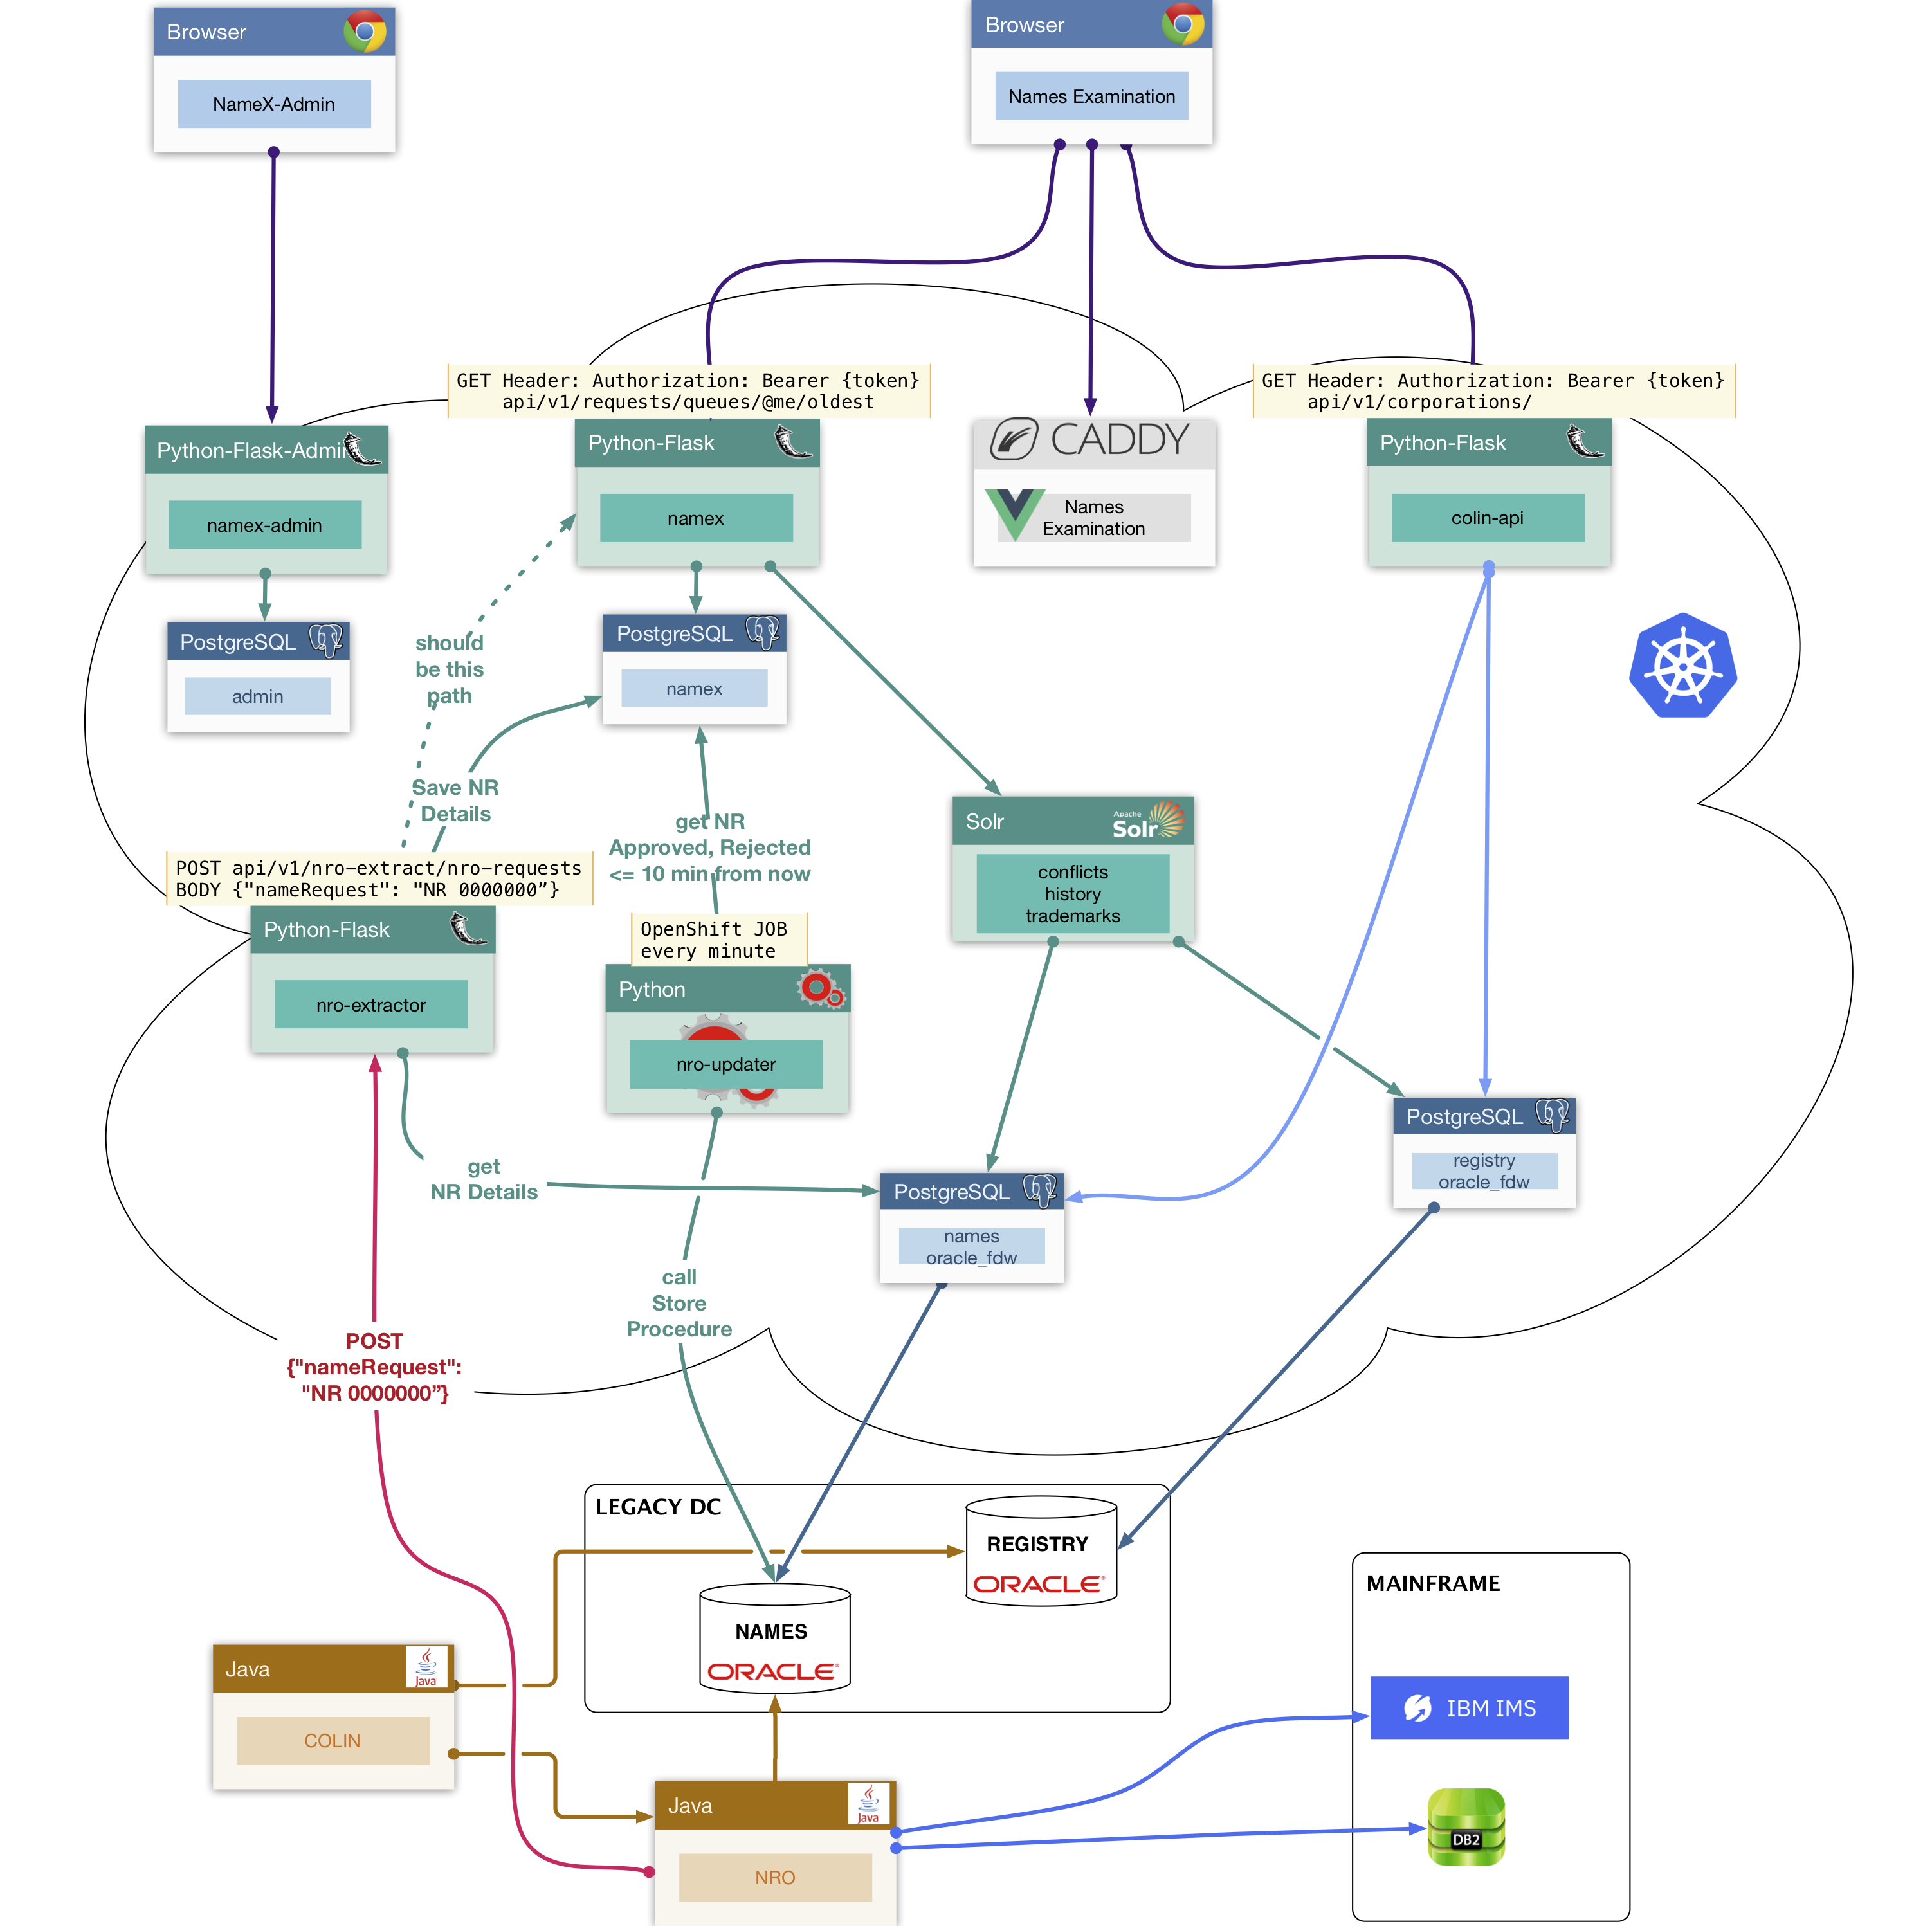 Browser
NameX-Admin
Browser
Names Examination
GET Header: Authorization: Bearer {token}
api/v1/requests/queues/@me/oldest
GET Header: Authorization: Bearer {token}
api/v1/corporations/
Python-Flask-Admin
namex-admin
Python-Flask
namex
CADDY
Names
Examination
Python-Flask
colin-api
PostgreSQL
admin
should
be this
path
PostgreSQL
namex
Save NR
Details
get NR
Approved, Rejected
<= 10 min from now
Solr
Apache
Solr
conflicts
history
trademarks
POST api/v1/nro-extract/nro-requests
BODY {"nameRequest": "NR 0000000”}
Python-Flask
nro-extractor
OpenShift JOB
every minute
Python
nro-updater
get
NR Details
PostgreSQL
names
oracle_fdw
PostgreSQL
registry
oracle_fdw
call
Store
Procedure
POST
{"nameRequest":
"NR 0000000”}
LEGACY DC
REGISTRY
ORACLE®
NAMES
ORACLE®
MAINFRAME
IBM IMS
DB2
Java
Java
COLIN
Java
Java
NRO